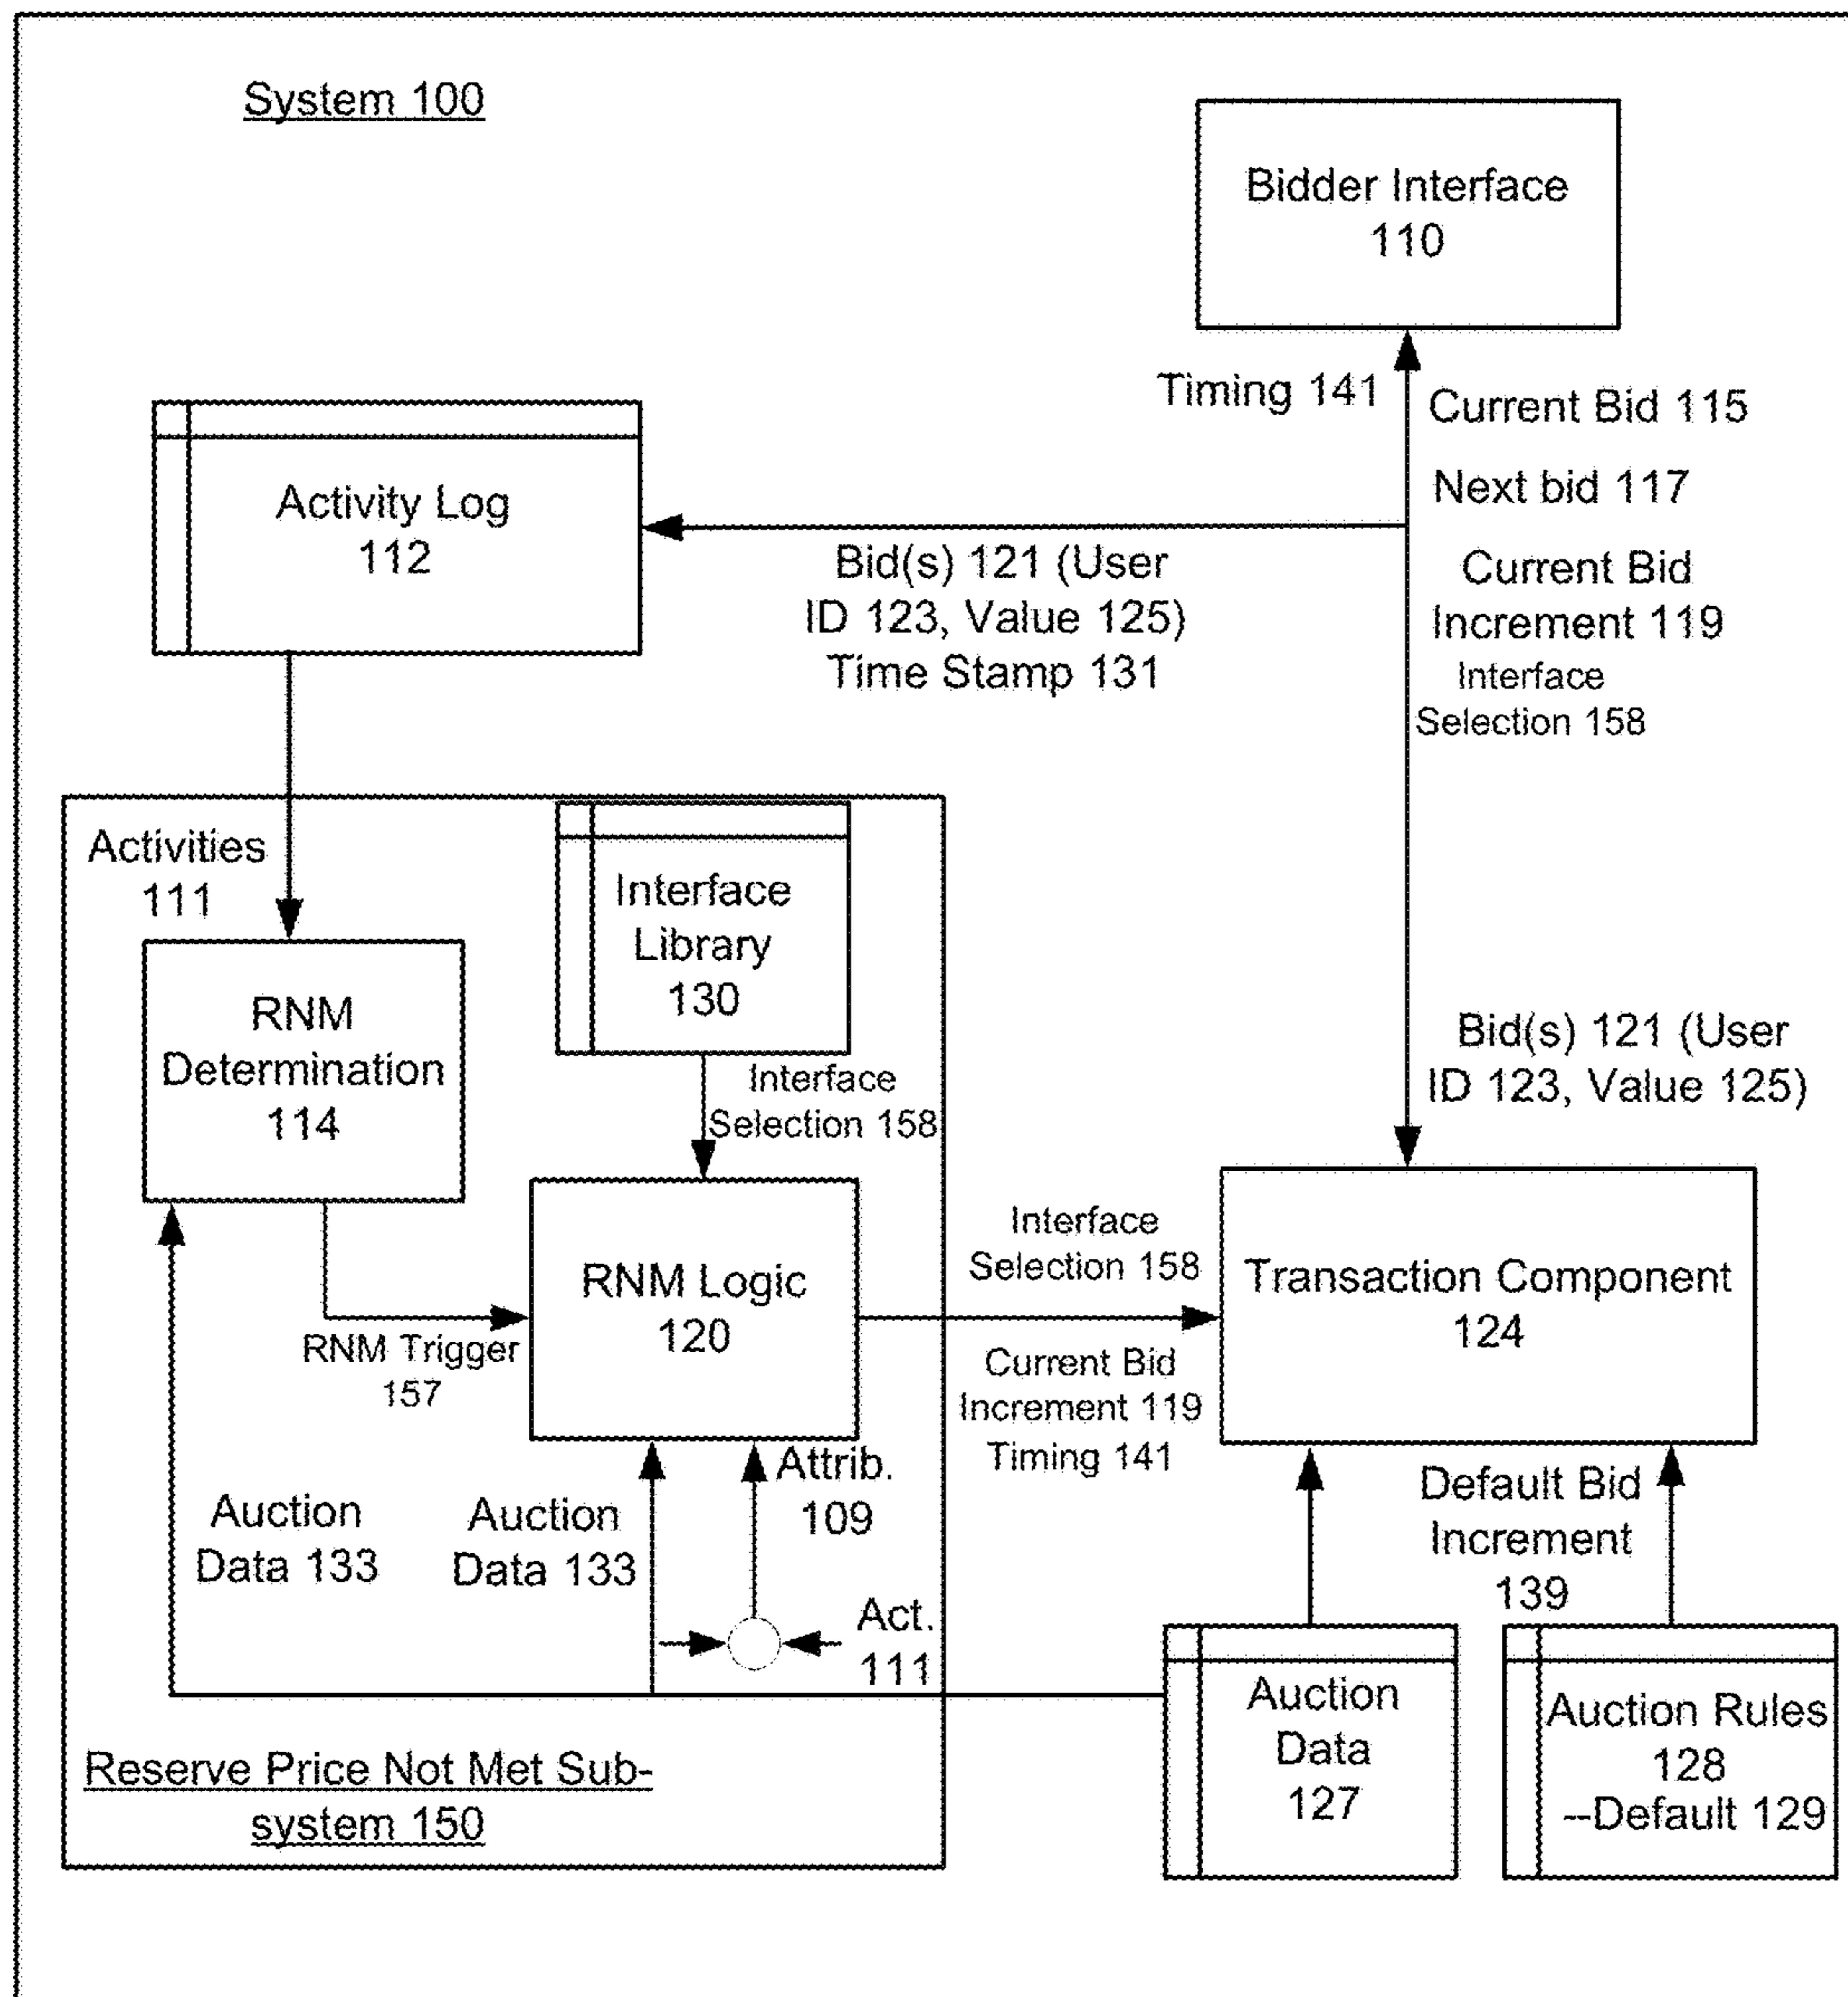 System 100
Bidder Interface
110
Timing 141
Current Bid 115
Next bid 117
Current Bid
Increment 119
Interface
Selection 158
Activity Log
112
Bid(s) 121 (User
ID 123, Value 125)
Time Stamp 131
Activities
111
Interface
Library
130
RNM
Determination
114
Interface
Selection 158
Bid(s) 121 (User
ID 123, Value 125)
RNM Logic
120
RNM Trigger
157
Interface
Selection 158
Current Bid
Increment 119
Timing 141
Transaction Component
124
Auction
Data 133
Auction
Data 133
Attrib.
109
Act.
111
Default Bid
Increment
139
Auction
Data
127
Auction Rules
128
--Default 129
Reserve Price Not Met Sub-
system 150